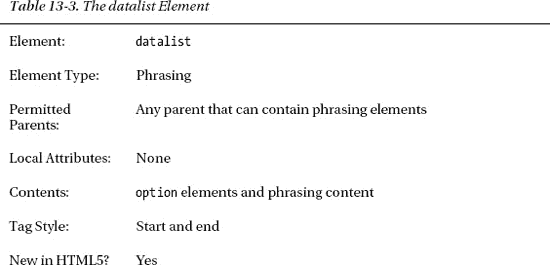 Table 13-3. The datalist Element
Element: datalist
Element Type: Phrasing
Permitted Parents: Any parent that can contain phrasing elements
Local Attributes: None
Contents: option elements and phrasing content
Tag Style: Start and end
New in HTML5? Yes